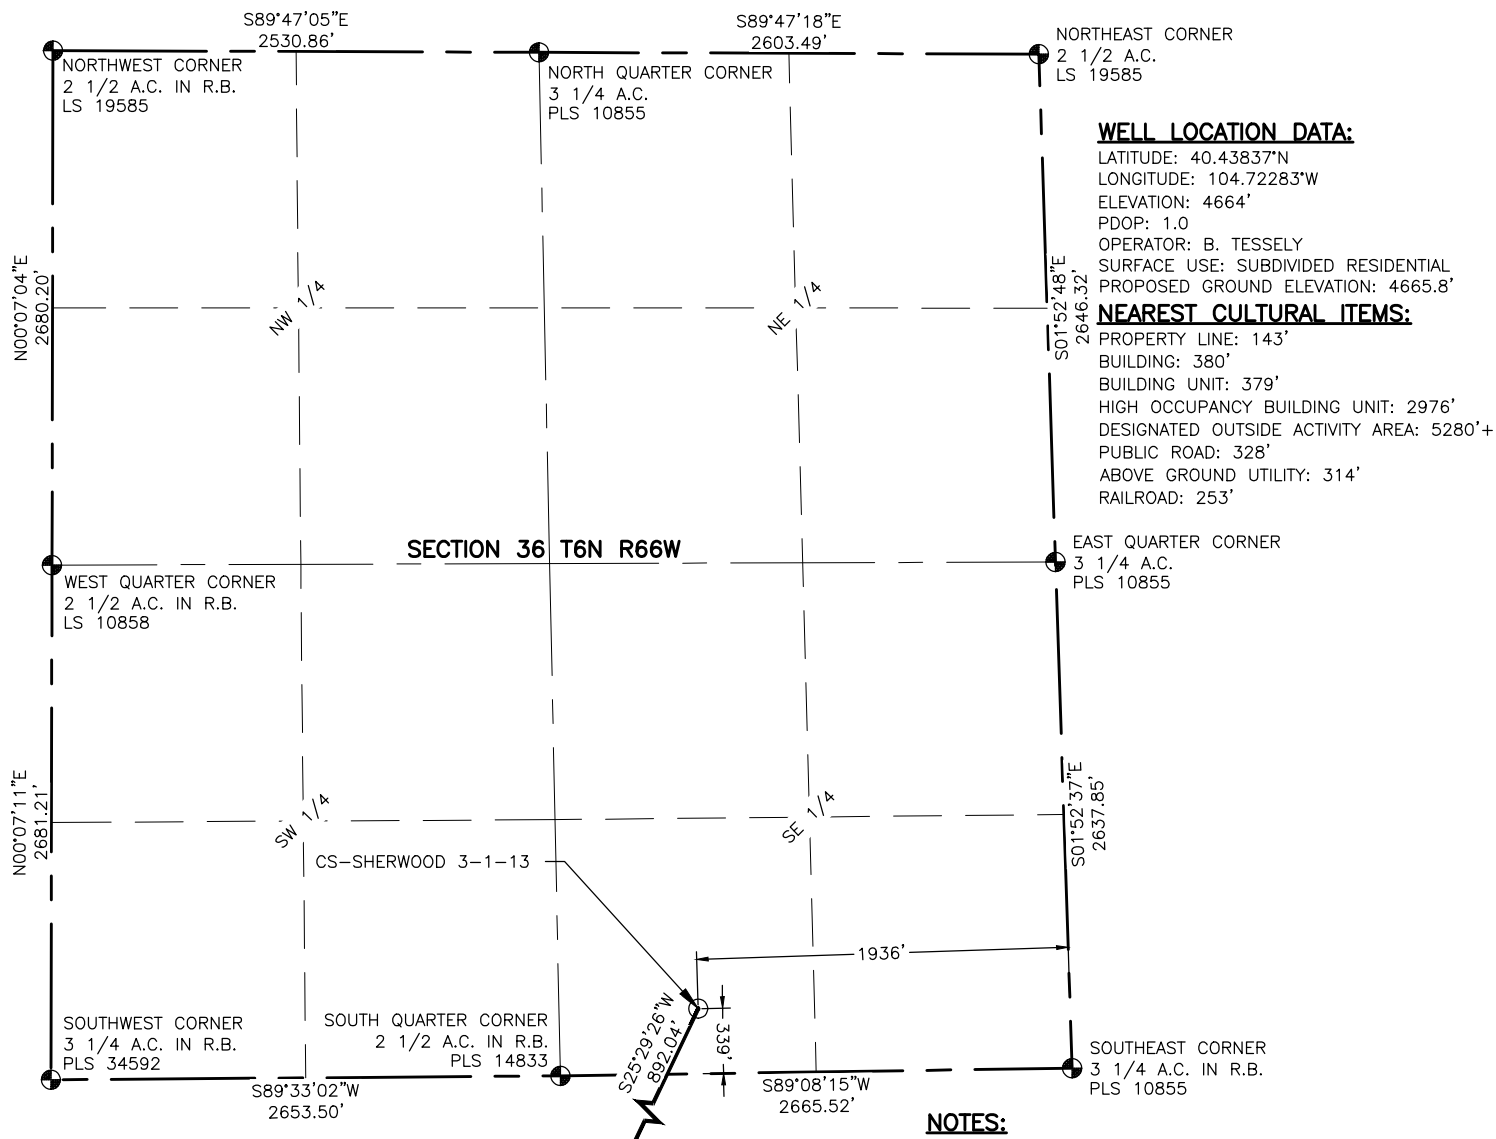 S89°47'05"E
2530.86'
S89°47'18"E
2603.49'
NORTHEAST CORNER
2 1/2 A.C.
LS 19585
NORTHWEST CORNER
2 1/2 A.C. IN R.B.
LS 19585
NORTH QUARTER CORNER
3 1/4 A.C.
PLS 10855
WELL LOCATION DATA:
LATITUDE: 40.43837°N
LONGITUDE: 104.72283°W
ELEVATION: 4664'
PDOP: 1.0
OPERATOR: B. TESSELY
SURFACE USE: SUBDIVIDED RESIDENTIAL
PROPOSED GROUND ELEVATION: 4665.8'
NEAREST CULTURAL ITEMS:
PROPERTY LINE: 143'
BUILDING: 380'
BUILDING UNIT: 379'
HIGH OCCUPANCY BUILDING UNIT: 2976'
DESIGNATED OUTSIDE ACTIVITY AREA: 5280'+
PUBLIC ROAD: 328'
ABOVE GROUND UTILITY: 314'
RAILROAD: 253'
N00°07'04"E
2680.20'
NW 1/4
NE 1/4
S01°52'48"E
2646.32'
SECTION 36 T6N R66W
EAST QUARTER CORNER
3 1/4 A.C.
PLS 10855
WEST QUARTER CORNER
2 1/2 A.C. IN R.B.
LS 10858
N00°07'11"E
2681.21'
SW 1/4
SE 1/4
S01°52'37"E
2637.85'
CS-SHERWOOD 3-1-13
1936'
339'
S25°29'26"W
892.04'
SOUTHWEST CORNER
3 1/4 A.C. IN R.B.
PLS 34592
SOUTH QUARTER CORNER
2 1/2 A.C. IN R.B.
PLS 14833
SOUTHEAST CORNER
3 1/4 A.C. IN R.B.
PLS 10855
S89°33'02"W
2653.50'
S89°08'15"W
2665.52'
NOTES: